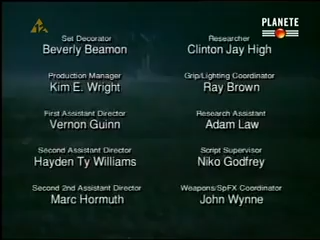 PLANETE
Set Decorator
Beverly Beamon
Production Manager
Kim E. Wright
First Assistant Director
Vernon Guinn
Second Assistant Director
Hayden Ty Williams
Second 2nd Assistant Director
Marc Hormuth
Researcher
Clinton Jay High
Grip/Lighting Coordinator
Ray Brown
Research Assistant
Adam Law
Script Supervisor
Niko Godfrey
Weapons/SpFX Coordinator
John Wynne